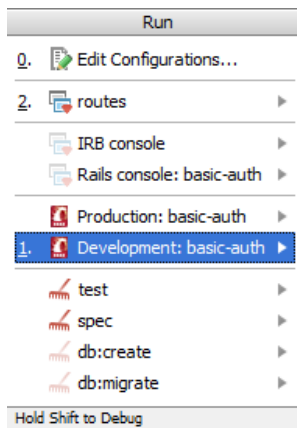 Run
0. Edit Configurations...
2. routes
IRB console
Rails console: basic-auth
Production: basic-auth
1. Development: basic-auth
test
spec
db:create
db:migrate
Hold Shift to Debug